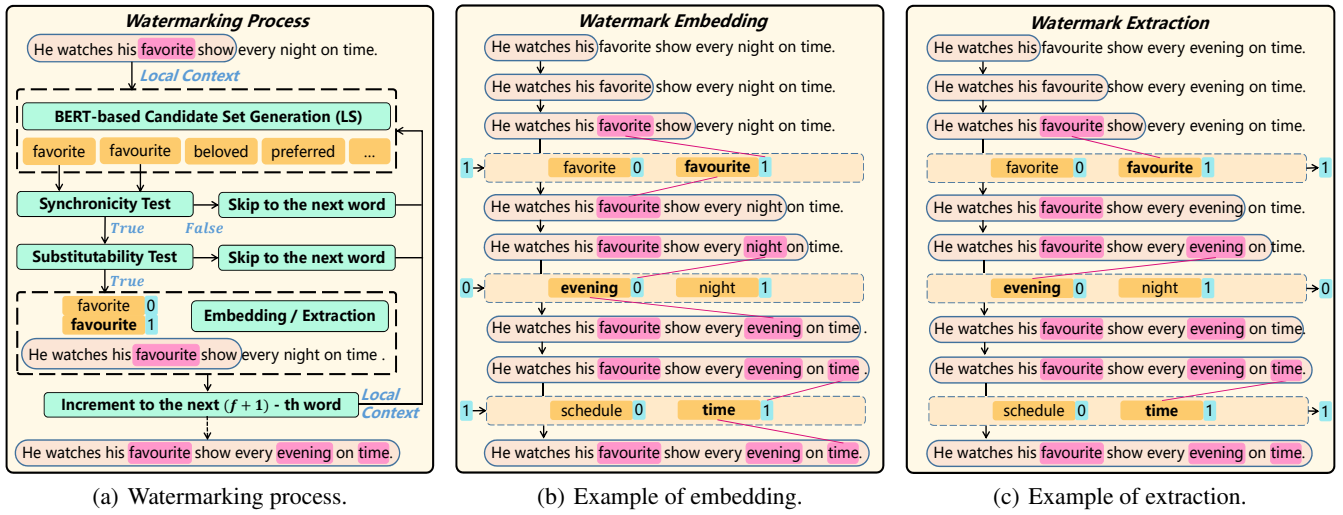 Watermarking Process
He watches his favorite show every night on time.
Local Context
BERT-based Candidate Set Generation (LS)
favorite favourite beloved preferred ...
Synchronicity Test Skip to the next word
True False
Substitutability Test Skip to the next word
True
favorite 0
favourite 1
Embedding / Extraction
He watches his favourite show every night on time .
Increment to the next (f + 1) - th word
Local Context
He watches his favourite show every evening on time.
(a) Watermarking process.
Watermark Embedding
He watches his favorite show every night on time.
He watches his favorite show every night on time.
He watches his favorite show every night on time.
1 favorite 0 favourite 1
He watches his favourite show every night on time.
He watches his favourite show every night on time.
0 evening 0 night 1
He watches his favourite show every evening on time .
He watches his favourite show every evening on time .
1 schedule 0 time 1
He watches his favourite show every evening on time.
(b) Example of embedding.
Watermark Extraction
He watches his favourite show every evening on time.
He watches his favourite show every evening on time.
He watches his favourite show every evening on time.
favorite 0 favourite 1 1
He watches his favourite show every evening on time.
He watches his favourite show every evening on time.
evening 0 night 1 0
He watches his favourite show every evening on time.
He watches his favourite show every evening on time.
schedule 0 time 1 1
He watches his favourite show every evening on time.
(c) Example of extraction.